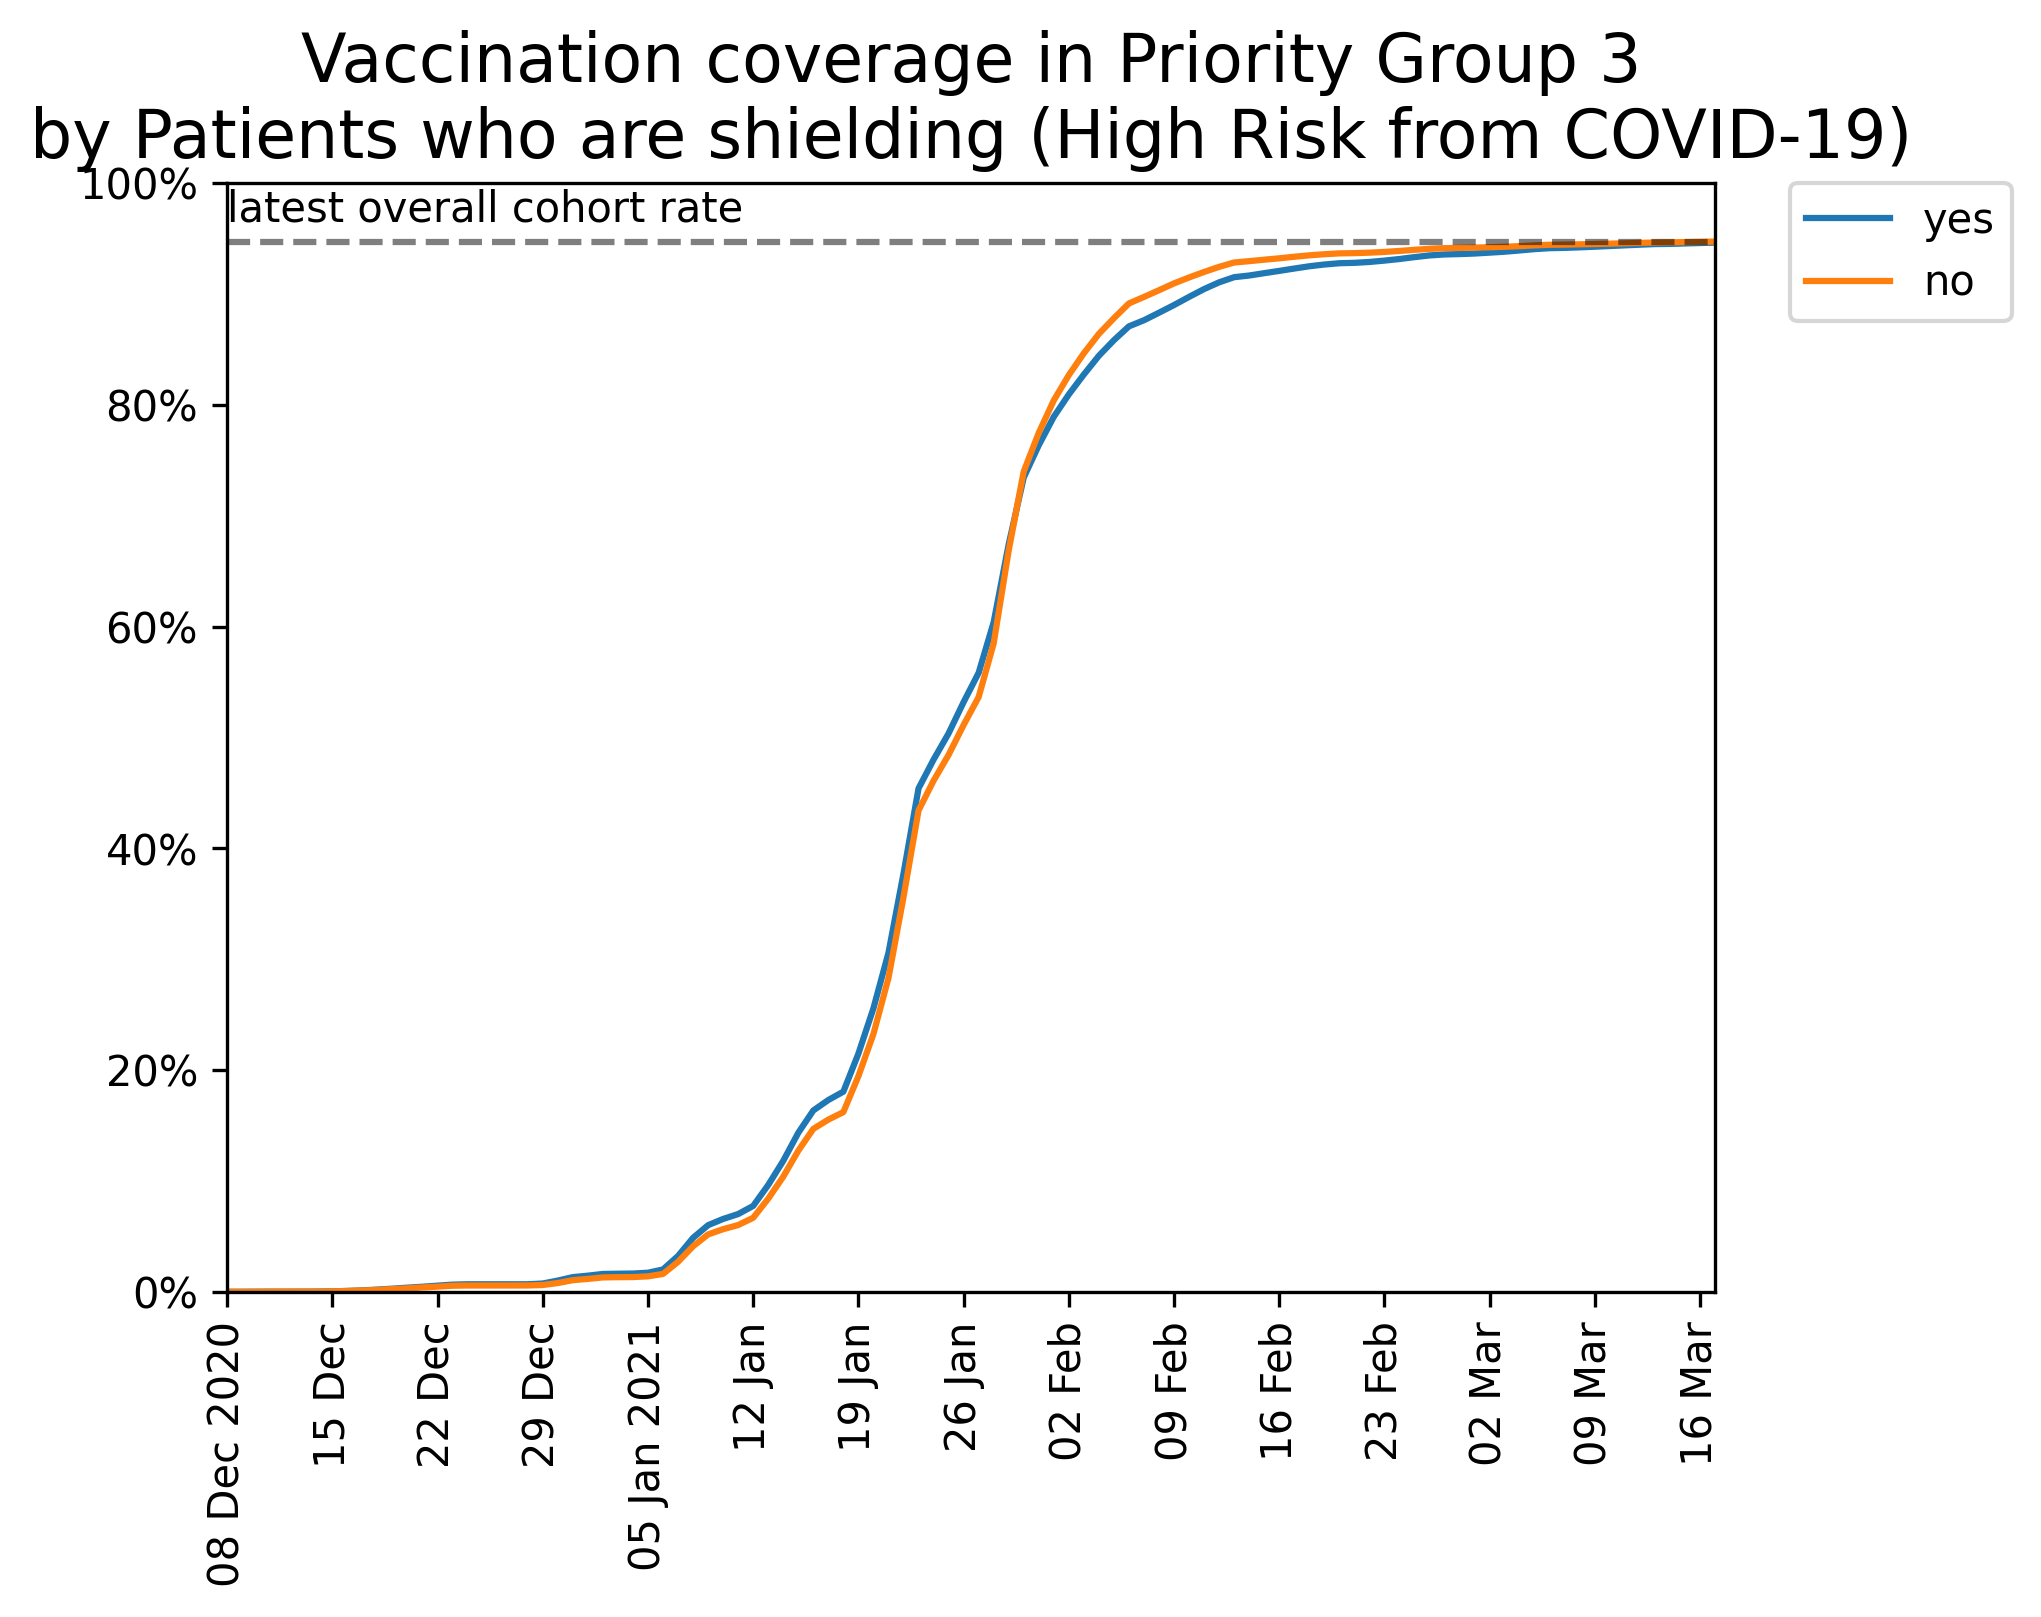 Vaccination coverage in Priority Group 3
by Patients who are shielding (High Risk from COVID-19)
100%
latest overall cohort rate
yes
no
80%
60%
40%
20%
0%
08 Dec 2020
15 Dec
22 Dec
29 Dec
05 Jan 2021
12 Jan
19 Jan
26 Jan
02 Feb
09 Feb
16 Feb
23 Feb
02 Mar
09 Mar
16 Mar